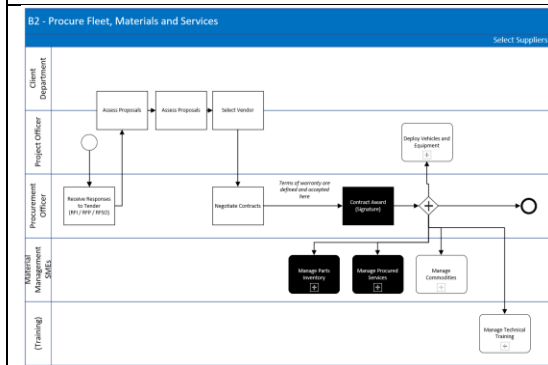 B2 - Procure Fleet, Materials and Services
Select Suppliers
Client
Department
Assess Proposals
Assess Proposals
Select Vendor
Project Officer
Deploy Vehicles and
Equipment
Procurement
Officer
Receive Responses
to Tender
(RFI / RFP / RFSO)
Negotiate Contracts
Terms of warranty are
defined and accepted
here
Contract Award
(Signature)
Material
Management
SMEs
Manage Parts
Inventory
Manage Procured
Services
Manage
Commodities
(Training)
Manage Technical
Training